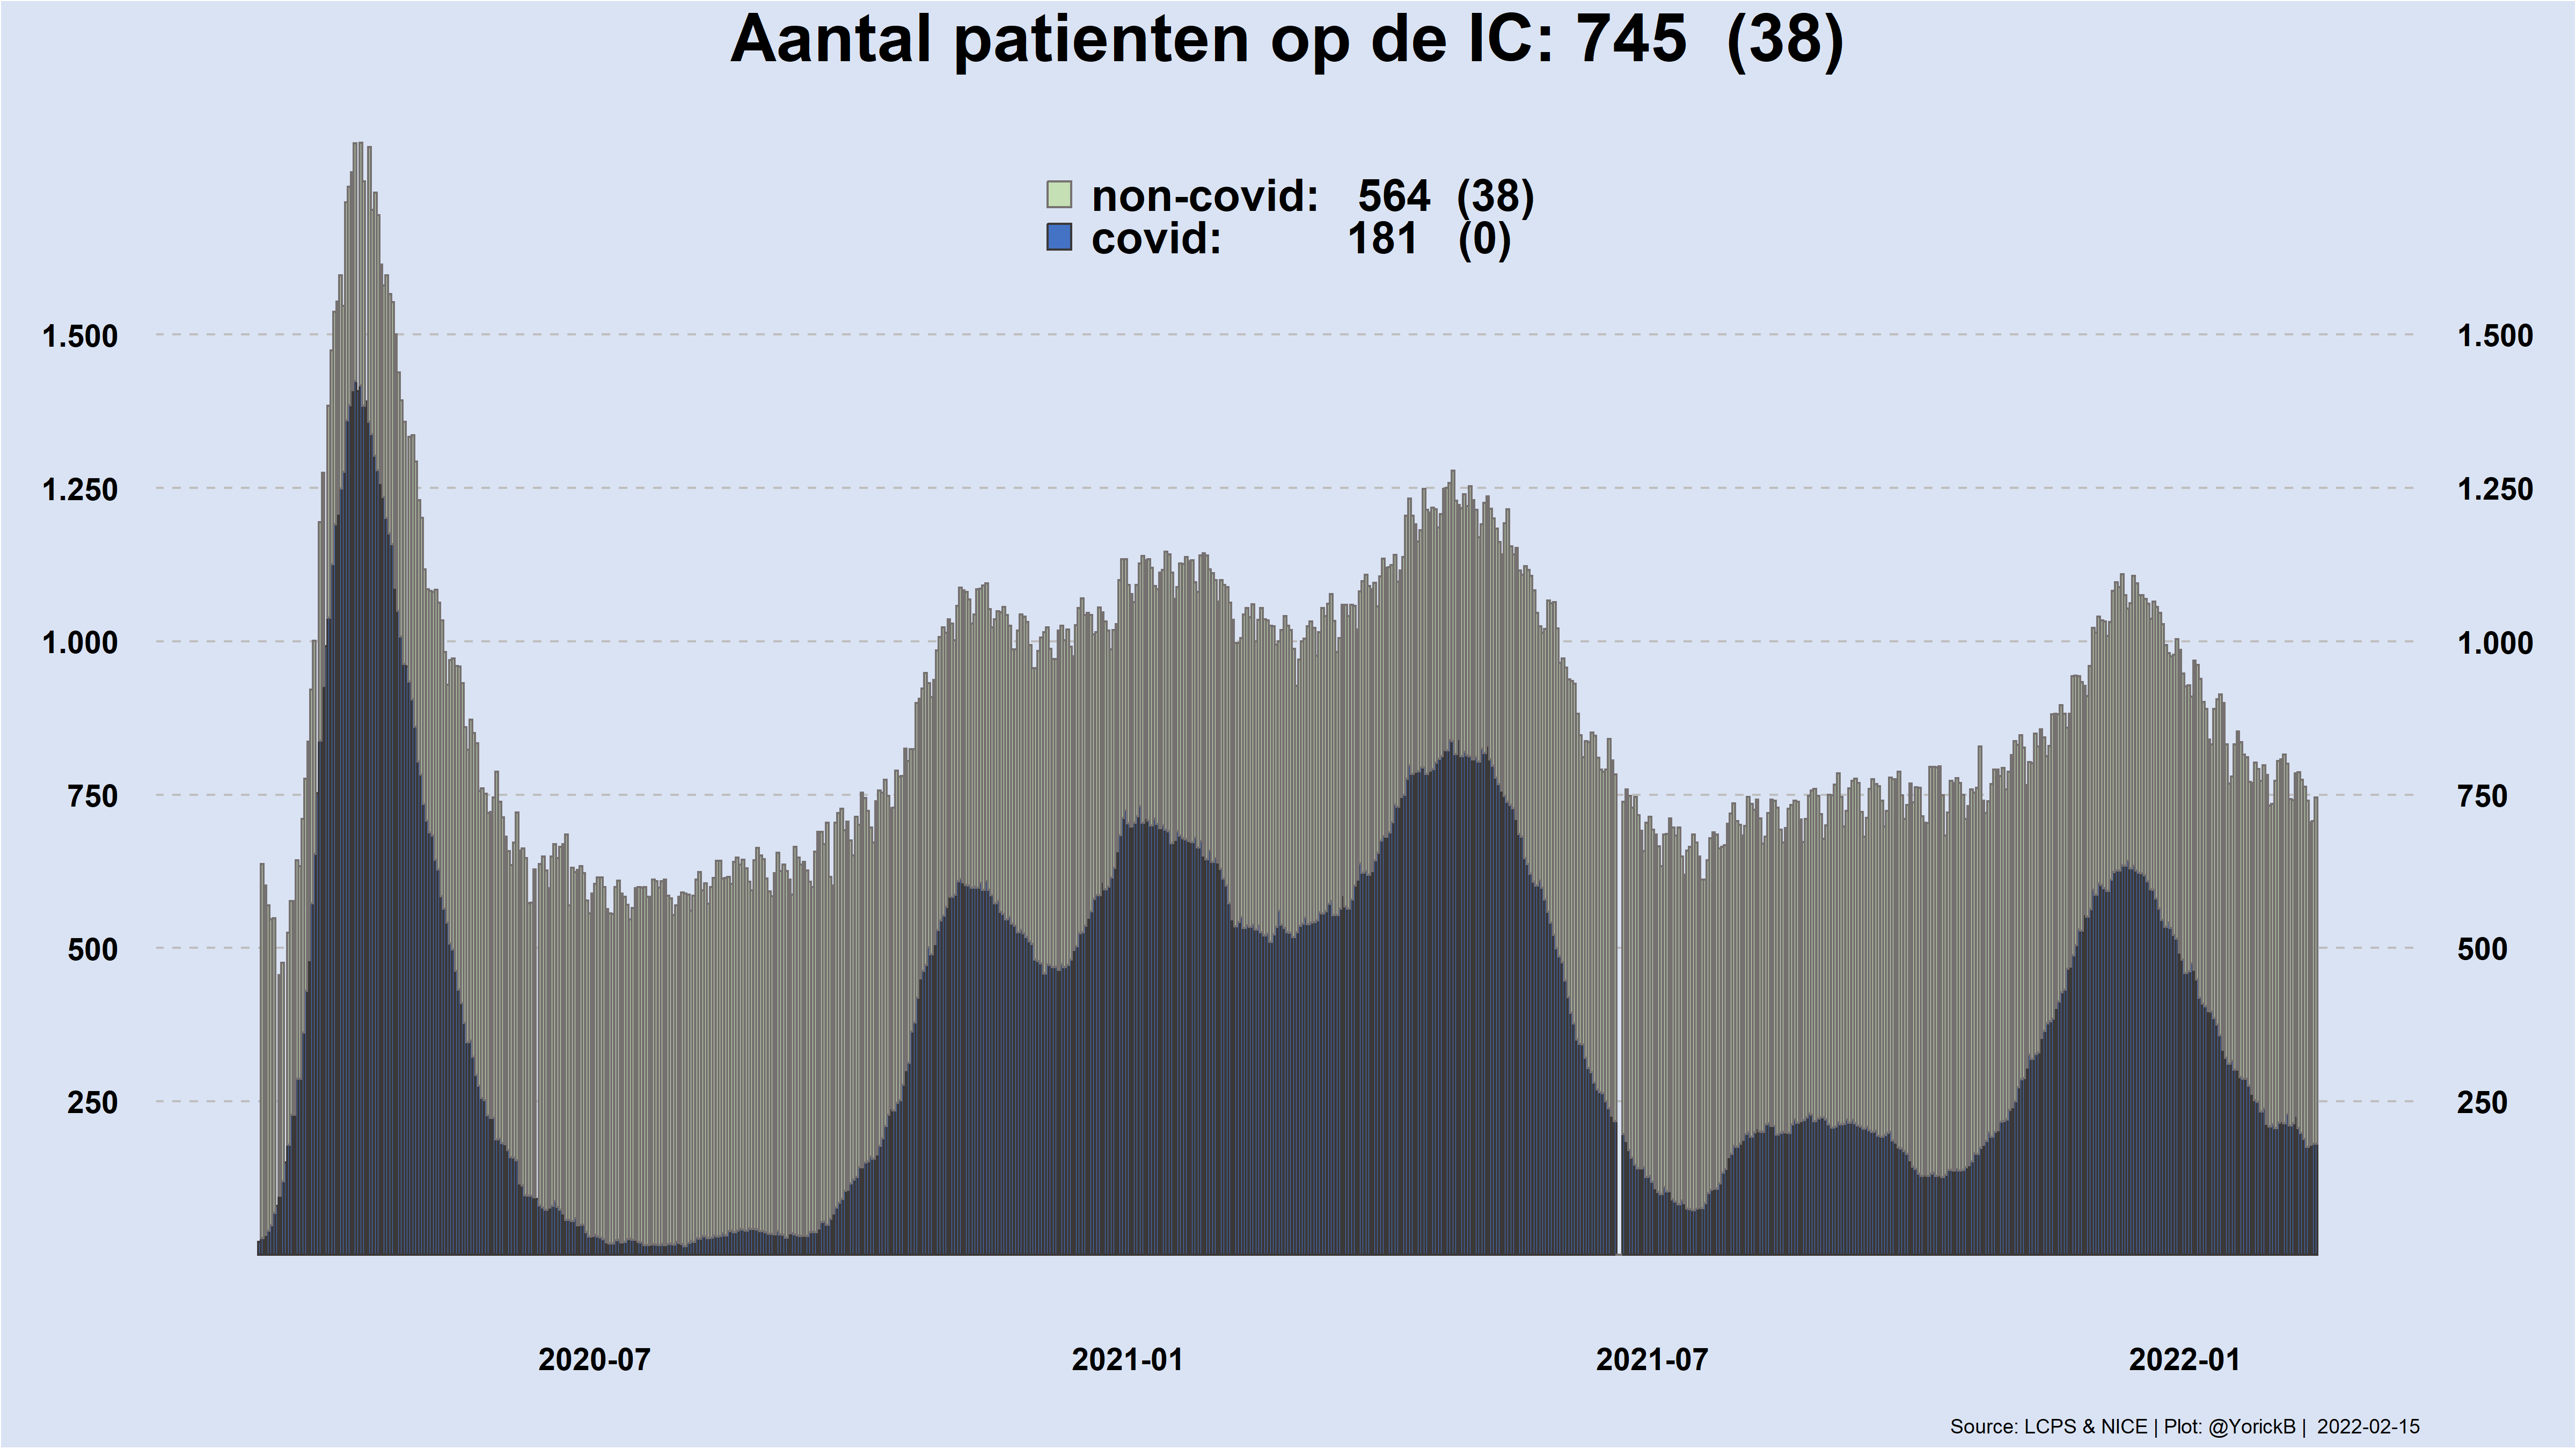 Aantal patienten op de IC: 745 (38)
non-covid: 564 (38)
covid: 181 (0)
1.500 1.500
1.250 1.250
1.000 1.000
750 750
500 500
250 250
2020-07 2021-01 2021-07 2022-01
Source: LCPS & NICE | Plot: @YorickB | 2022-02-15